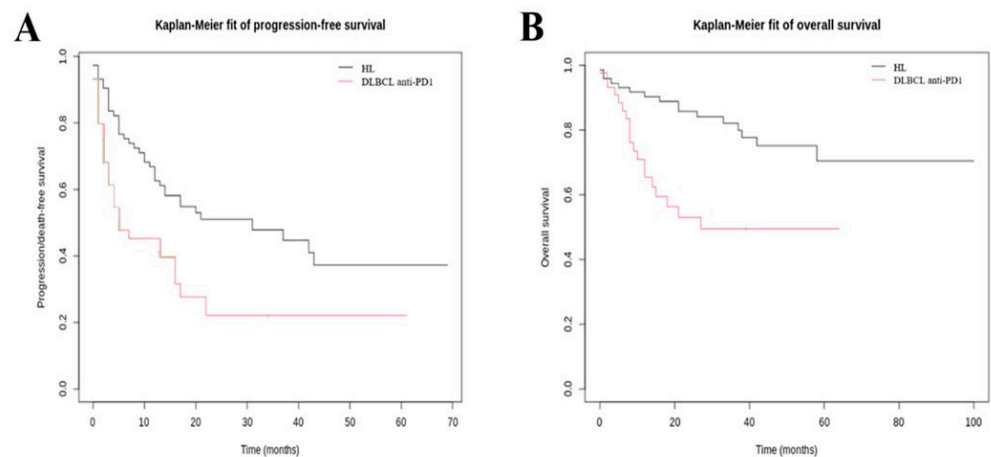 A
Kaplan-Meier fit of progression-free survival
HL
DLBCL anti-PD1
Progression/death-free survival
1.0
0.8
0.6
0.4
0.2
0.0
0 10 20 30 40 50 60 70
Time (months)
B
Kaplan-Meier fit of overall survival
HL
DLBCL anti-PD1
Overall survival
1.0
0.8
0.6
0.4
0.2
0.0
0 20 40 60 80 100
Time (months)